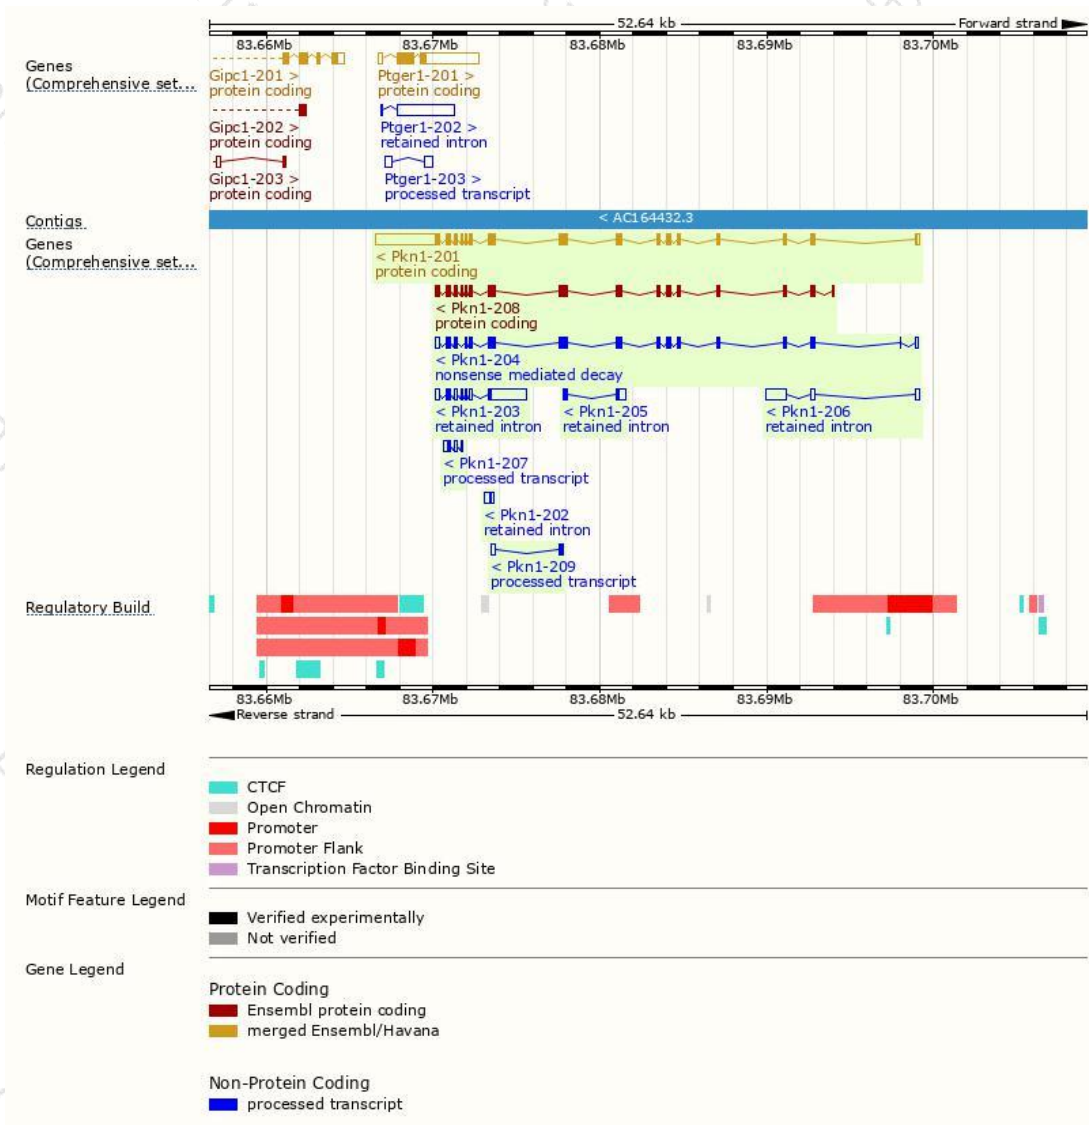 52.64 kb Forward strand
83.66Mb 83.67Mb 83.68Mb 83.69Mb 83.70Mb
Genes
(Comprehensive set...
Gipc1-201 > Ptger1-201 >
protein coding protein coding
Gipc1-202 > Ptger1-202 >
protein coding retained intron
Gipc1-203 > Ptger1-203 >
protein coding processed transcript
Contigs < AC164432.3
Genes
(Comprehensive set...
< Pkn1-201
protein coding
< Pkn1-208
protein coding
< Pkn1-204
nonsense mediated decay
< Pkn1-203 < Pkn1-205 < Pkn1-206
retained intron retained intron retained intron
< Pkn1-207
processed transcript
< Pkn1-202
retained intron
< Pkn1-209
processed transcript
Regulatory Build
83.66Mb 83.67Mb 83.68Mb 83.69Mb 83.70Mb
Reverse strand 52.64 kb
Regulation Legend
CTCF
Open Chromatin
Promoter
Promoter Flank
Transcription Factor Binding Site
Motif Feature Legend
Verified experimentally
Not verified
Gene Legend
Protein Coding
Ensembl protein coding
merged Ensembl/Havana
Non-Protein Coding
processed transcript